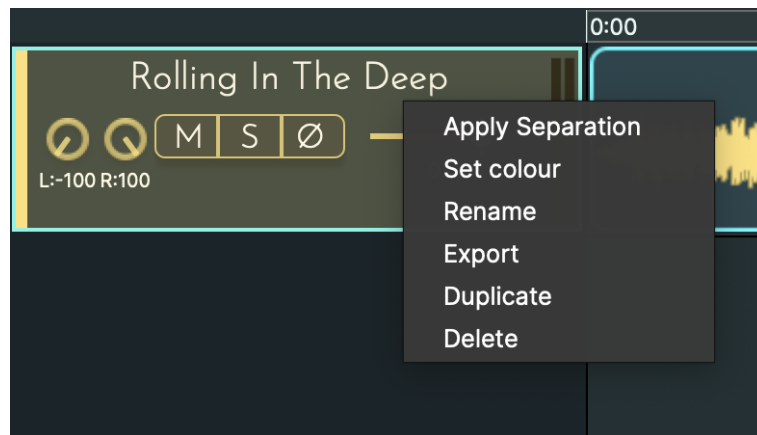 0:00
Rolling In The Deep
M S Ø
L:-100 R:100
Apply Separation
Set colour
Rename
Export
Duplicate
Delete